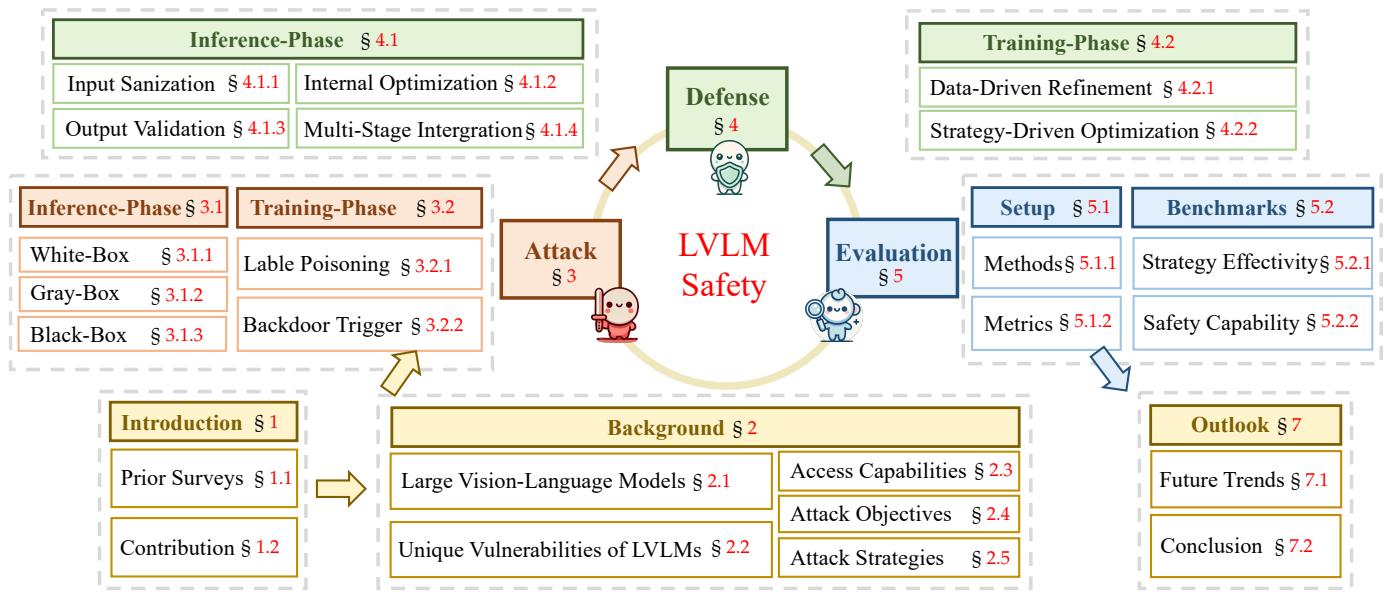 Inference-Phase § 4.1
Input Sanization § 4.1.1
Internal Optimization § 4.1.2
Output Validation § 4.1.3
Multi-Stage Intergration § 4.1.4
Defense
§ 4
Training-Phase § 4.2
Data-Driven Refinement § 4.2.1
Strategy-Driven Optimization § 4.2.2
Inference-Phase § 3.1
White-Box § 3.1.1
Gray-Box § 3.1.2
Black-Box § 3.1.3
Training-Phase § 3.2
Lable Poisoning § 3.2.1
Backdoor Trigger § 3.2.2
Attack
§ 3
LVLM
Safety
Evaluation
§ 5
Setup § 5.1
Methods § 5.1.1
Metrics § 5.1.2
Benchmarks § 5.2
Strategy Effectivity § 5.2.1
Safety Capability § 5.2.2
Introduction § 1
Prior Surveys § 1.1
Contribution § 1.2
Background § 2
Large Vision-Language Models § 2.1
Unique Vulnerabilities of LVLMs § 2.2
Access Capabilities § 2.3
Attack Objectives § 2.4
Attack Strategies § 2.5
Outlook § 7
Future Trends § 7.1
Conclusion § 7.2